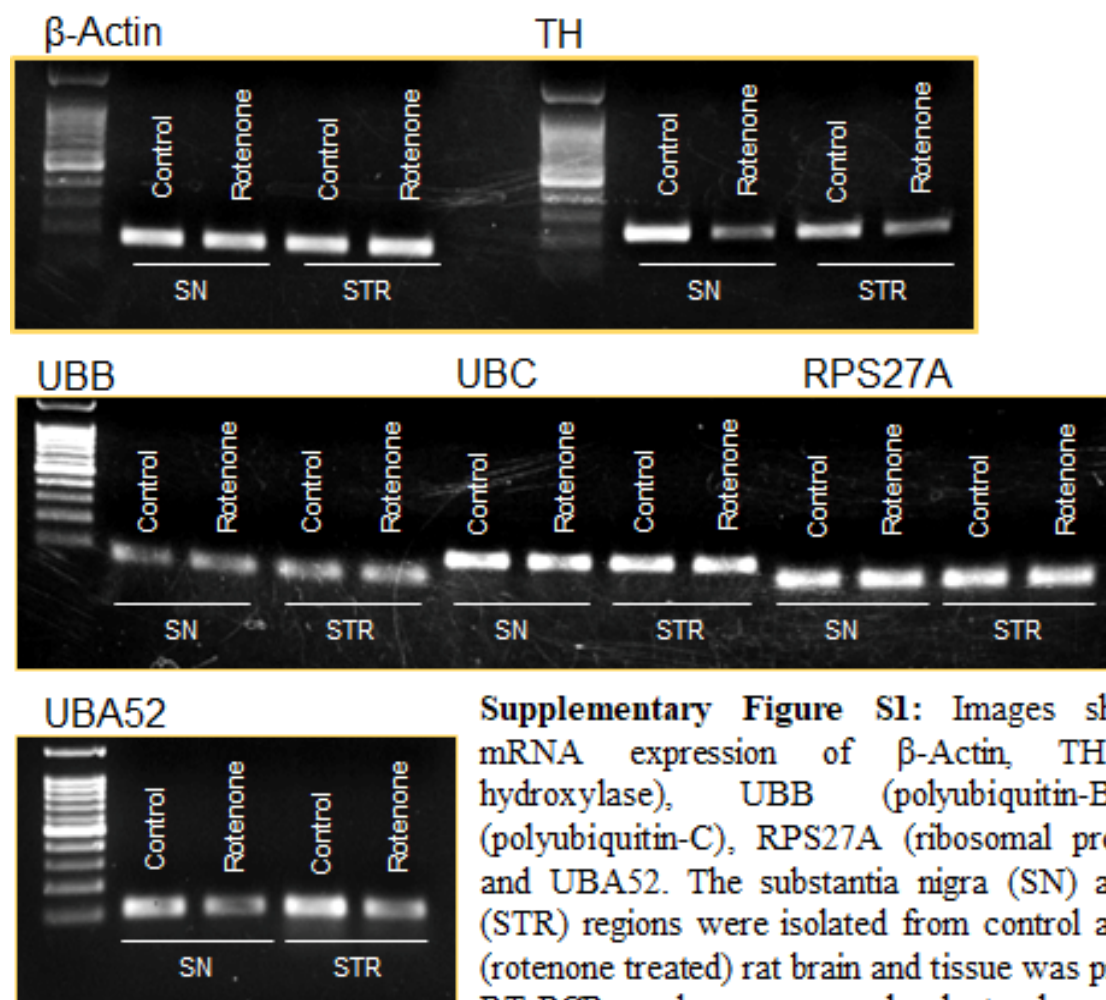 β-Actin TH
Control Rotenone Control Rotenone Control Rotenone Control Rotenone
SN STR SN STR
UBB UBC RPS27A
Control Rotenone Control Rotenone Control Rotenone Control Rotenone Control Rotenone Control Rotenone
SN STR SN STR SN STR
UBA52
Control Rotenone Control Rotenone
SN STR
Supplementary Figure S1: Images sh
mRNA expression of β-Actin, TH
hydroxylase), UBB (polyubiquitin-B
(polyubiquitin-C), RPS27A (ribosomal pro
and UBA52. The substantia nigra (SN) a
(STR) regions were isolated from control a
(rotenone treated) rat brain and tissue was p